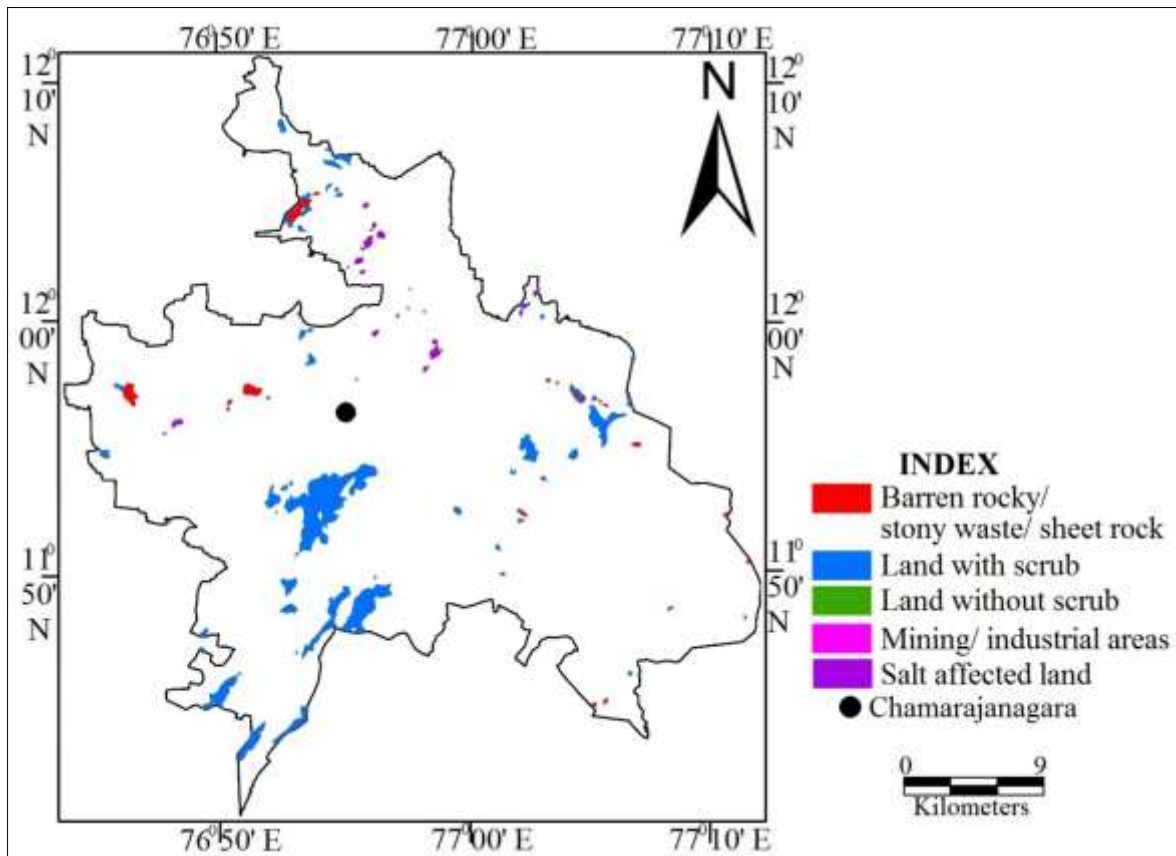 76°50' E 77°00' E 77°10' E
12°
10'
N
12°
10'
N
N
12°
00'
N
12°
00'
N
11°
50'
N
11°
50'
N
INDEX
Barren rocky/
stony waste/ sheet rock
Land with scrub
Land without scrub
Mining/ industrial areas
Salt affected land
Chamarajanagara
0 9
Kilometers
76°50' E 77°00' E 77°10' E